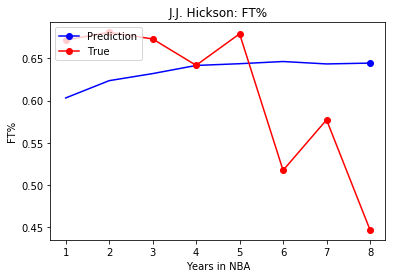 J.J. Hickson: FT%
Prediction
True
0.65
0.60
0.55
0.50
0.45
FT%
1 2 3 4 5 6 7 8
Years in NBA